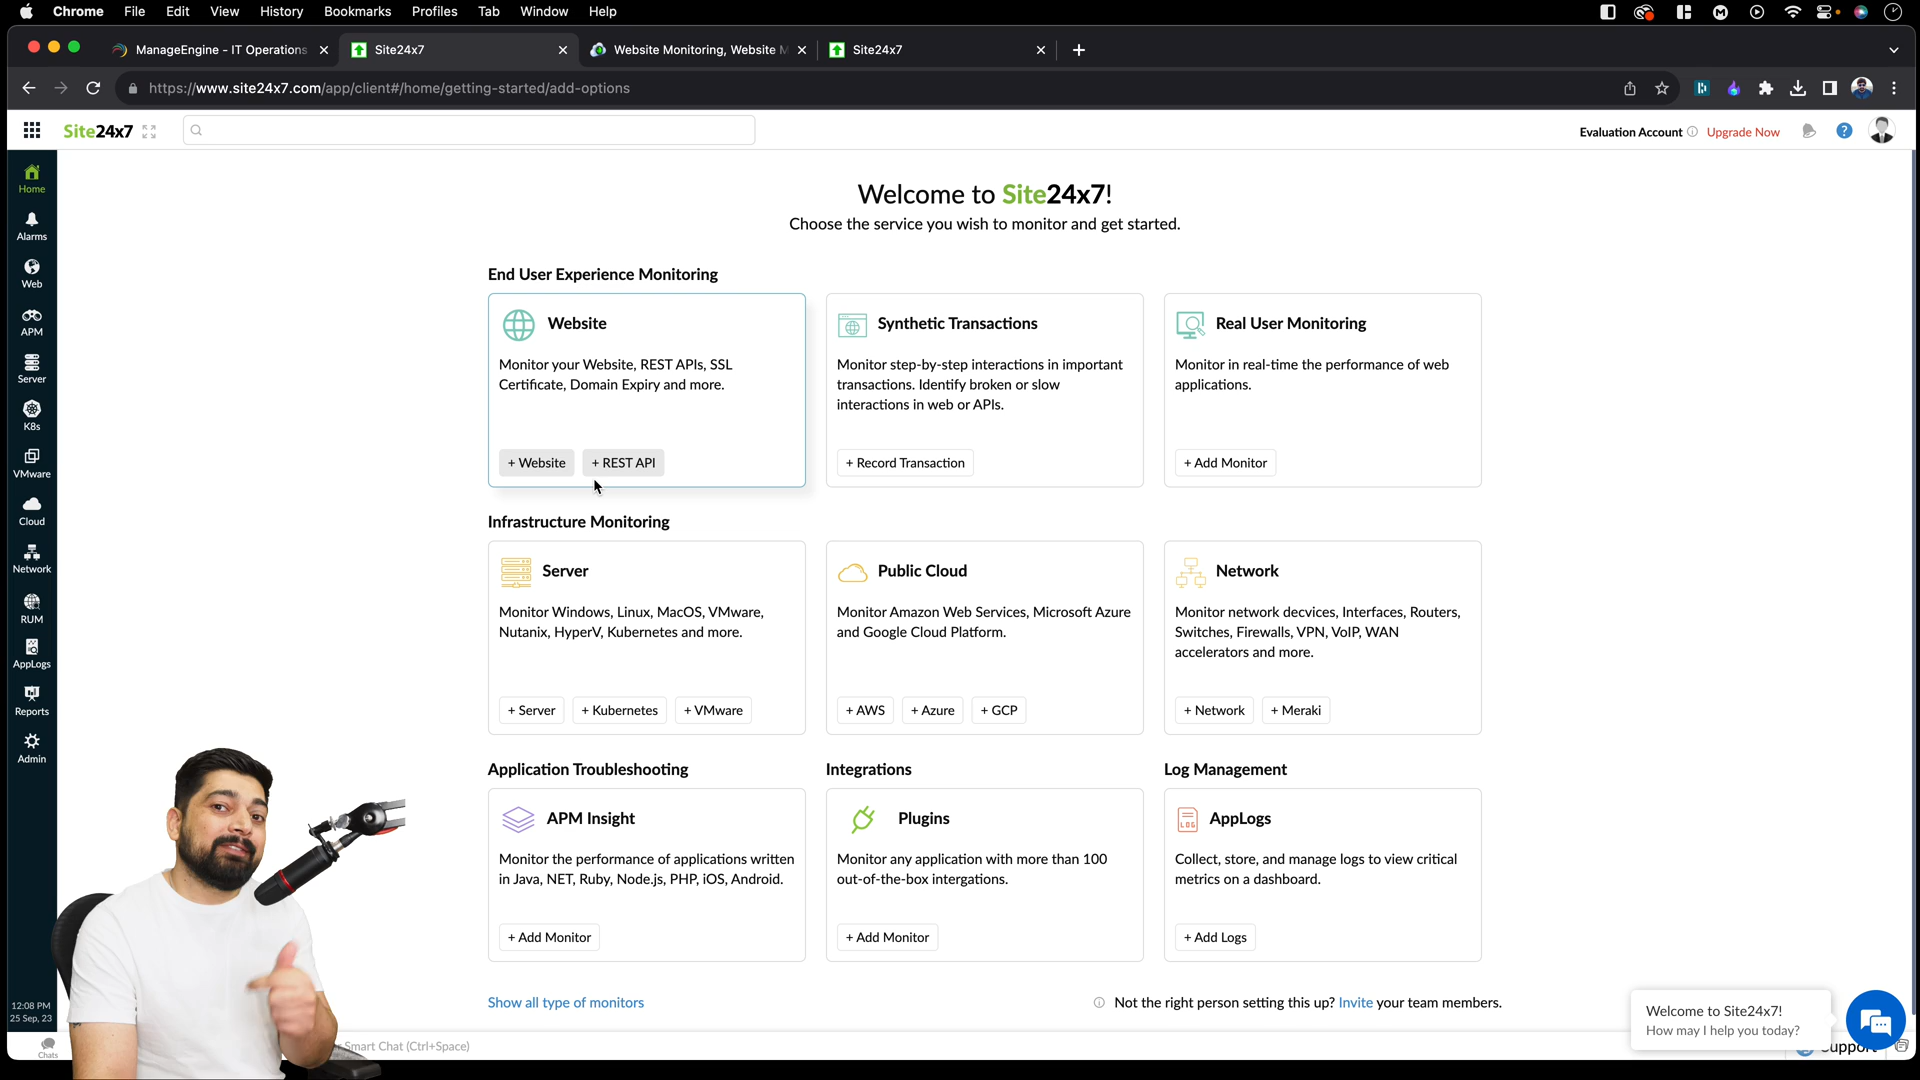 Chrome File Edit View History Bookmarks Profiles Tab Window Help
ManageEngine - IT Operations
Site24x7
Website Monitoring, Website M
Site24x7
https://www.site24x7.com/app/client#/home/getting-started/add-options
Site24x7
Evaluation Account
Upgrade Now
Home
Alarms
Web
APM
Server
K8s
VMware
Cloud
Network
RUM
AppLogs
Reports
Admin
Welcome to Site24x7!
Choose the service you wish to monitor and get started.
End User Experience Monitoring
Website
Monitor your Website, REST APIs, SSL
Certificate, Domain Expiry and more.
+ Website
+ REST API
Synthetic Transactions
Monitor step-by-step interactions in important
transactions. Identify broken or slow
interactions in web or APIs.
+ Record Transaction
Real User Monitoring
Monitor in real-time the performance of web
applications.
+ Add Monitor
Infrastructure Monitoring
Server
Monitor Windows, Linux, MacOS, VMware,
Nutanix, HyperV, Kubernetes and more.
+ Server
+ Kubernetes
+ VMware
Public Cloud
Monitor Amazon Web Services, Microsoft Azure
and Google Cloud Platform.
+ AWS
+ Azure
+ GCP
Network
Monitor network decvices, Interfaces, Routers,
Switches, Firewalls, VPN, VoIP, WAN
accelerators and more.
+ Network
+ Meraki
Application Troubleshooting
APM Insight
Monitor the performance of applications written
in Java, NET, Ruby, Node.js, PHP, iOS, Android.
+ Add Monitor
Integrations
Plugins
Monitor any application with more than 100
out-of-the-box intergations.
+ Add Monitor
Log Management
LOG
AppLogs
Collect, store, and manage logs to view critical
metrics on a dashboard.
+ Add Logs
Show all type of monitors
Not the right person setting this up? Invite your team members.
12:08 PM
25 Sep, 23
Chats
Smart Chat (Ctrl+Space)
Welcome to Site24x7!
How may I help you today?
Support